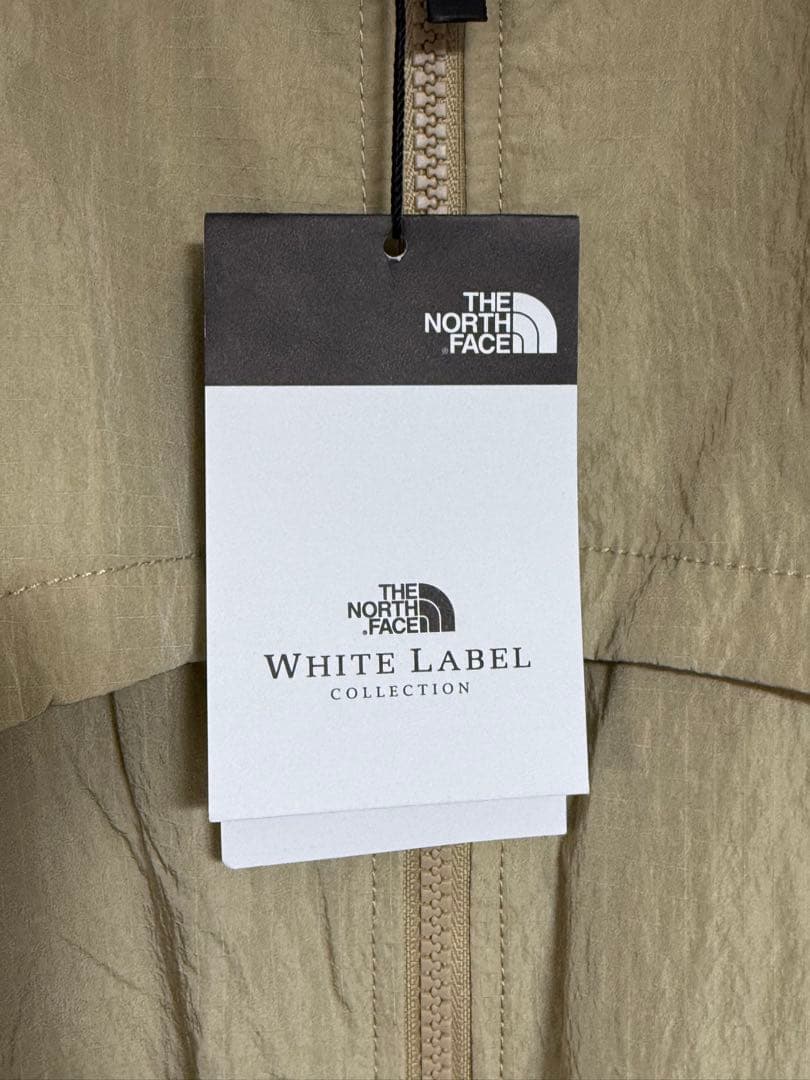 THE
NORTH
® FACE
THE
NORTH
FACE
WHITE LABEL
COLLECTION